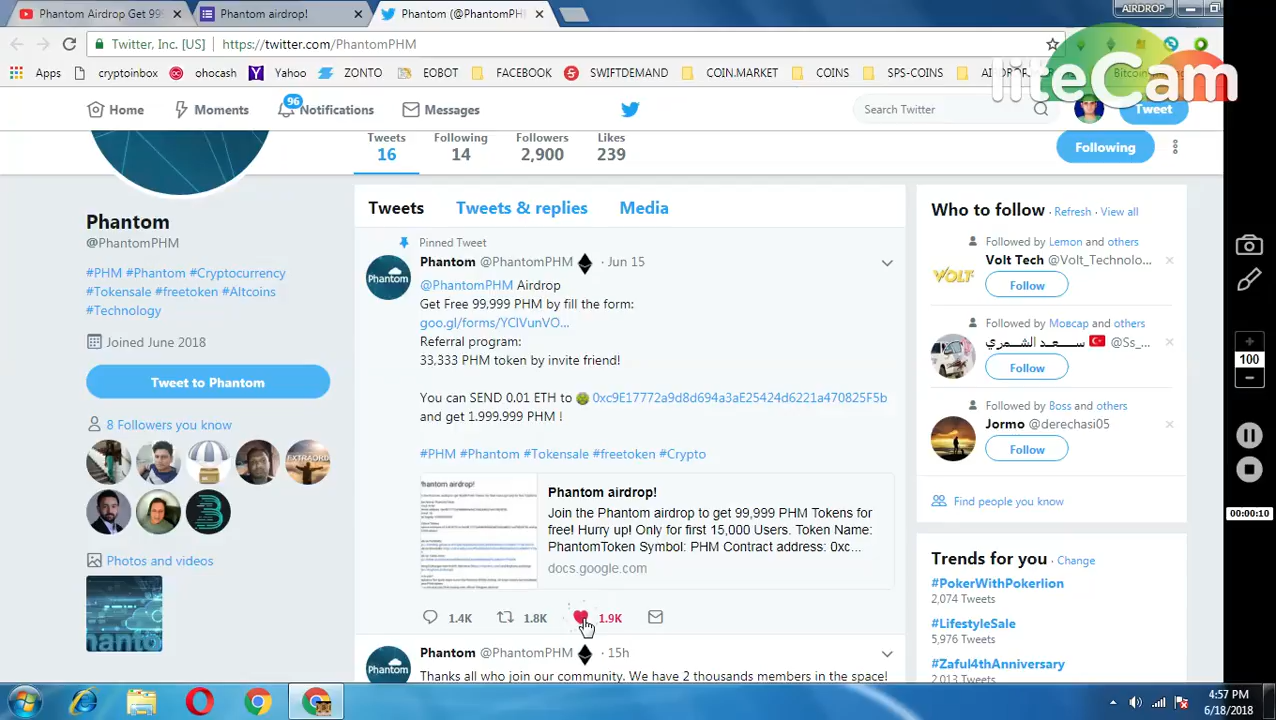 Phantom Airdrop Get 99
Phantom airdrop!
Phantom (@PhantomPH
AIRDROP
Twitter, Inc. [US]
https://twitter.com/PhantomPHM
Apps
cryptoinbox
ohocash
Yahoo
ZONTO
EOBOT
FACEBOOK
SWIFTDEMAND
COIN.MARKET
COINS
SPS-COINS
liteCam
Home
Moments
96
Notifications
Messages
Search Twitter
Tweet
Tweets
16
Following
14
Followers
2,900
Likes
239
Following
Phantom
@PhantomPHM
#PHM #Phantom #Cryptocurrency
#Tokensale #freetoken #Altcoins
#Technology
Joined June 2018
Tweet to Phantom
8 Followers you know
EXTRAORD
Photos and videos
Tweets
Tweets & replies
Media
Pinned Tweet
Phantom @PhantomPHM · Jun 15
Phantom
@PhantomPHM Airdrop
Get Free 99,999 PHM by fill the form:
goo.gl/forms/YCIVunVO...
Referral program:
33,333 PHM token by invite friend!
You can SEND 0.01 ETH to 0xc9E17772a9d8d694a3aE25424d6221a470825F5b
and get 1.999.999 PHM !
#PHM #Phantom #Tokensale #freetoken #Crypto
Phantom airdrop!
Join the Phantom airdrop to get 99,999 PHM Tokens for
free! Hurry up! Only for first 15,000 Users! Token Name:
PhantomToken Symbol: PHM Contract address: 0xc...
docs.google.com
1.4K
1.8K
1.9K
Phantom @PhantomPHM · 15h
Phantom
Thanks all who join our community. We have 2 thousands members in the space!
Who to follow · Refresh · View all
Followed by Lemon and others
Volt Tech @Volt_Technolo...
VOLT
Follow
Followed by Мовсар and others
ســـعـد الشـــمري @Ss_...
Follow
Followed by Boss and others
Jormo @derechasi05
Follow
Find people you know
Trends for you · Change
#PokerWithPokerlion
2,074 Tweets
#LifestyleSale
5,976 Tweets
#Zaful4thAnniversary
2,013 Tweets
100
00:00:10
4:57 PM
6/18/2018